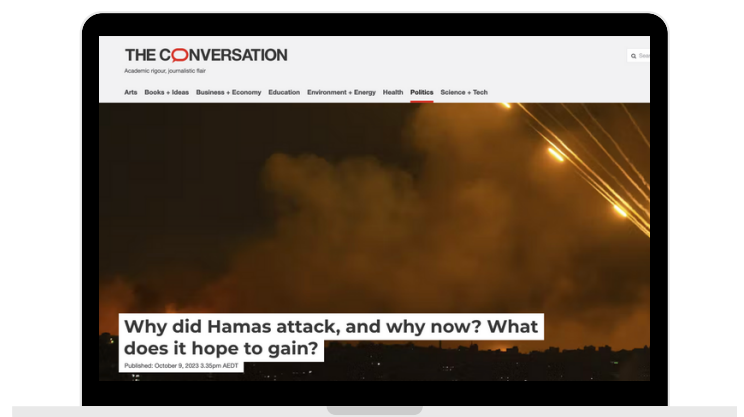 THE CONVERSATION
Academic rigour, journalistic flair
Arts Books + Ideas Business + Economy Education Environment + Energy Health Politics Science + Tech
Why did Hamas attack, and why now? What
does it hope to gain?
Published: October 9, 2023 3.35pm AEDT